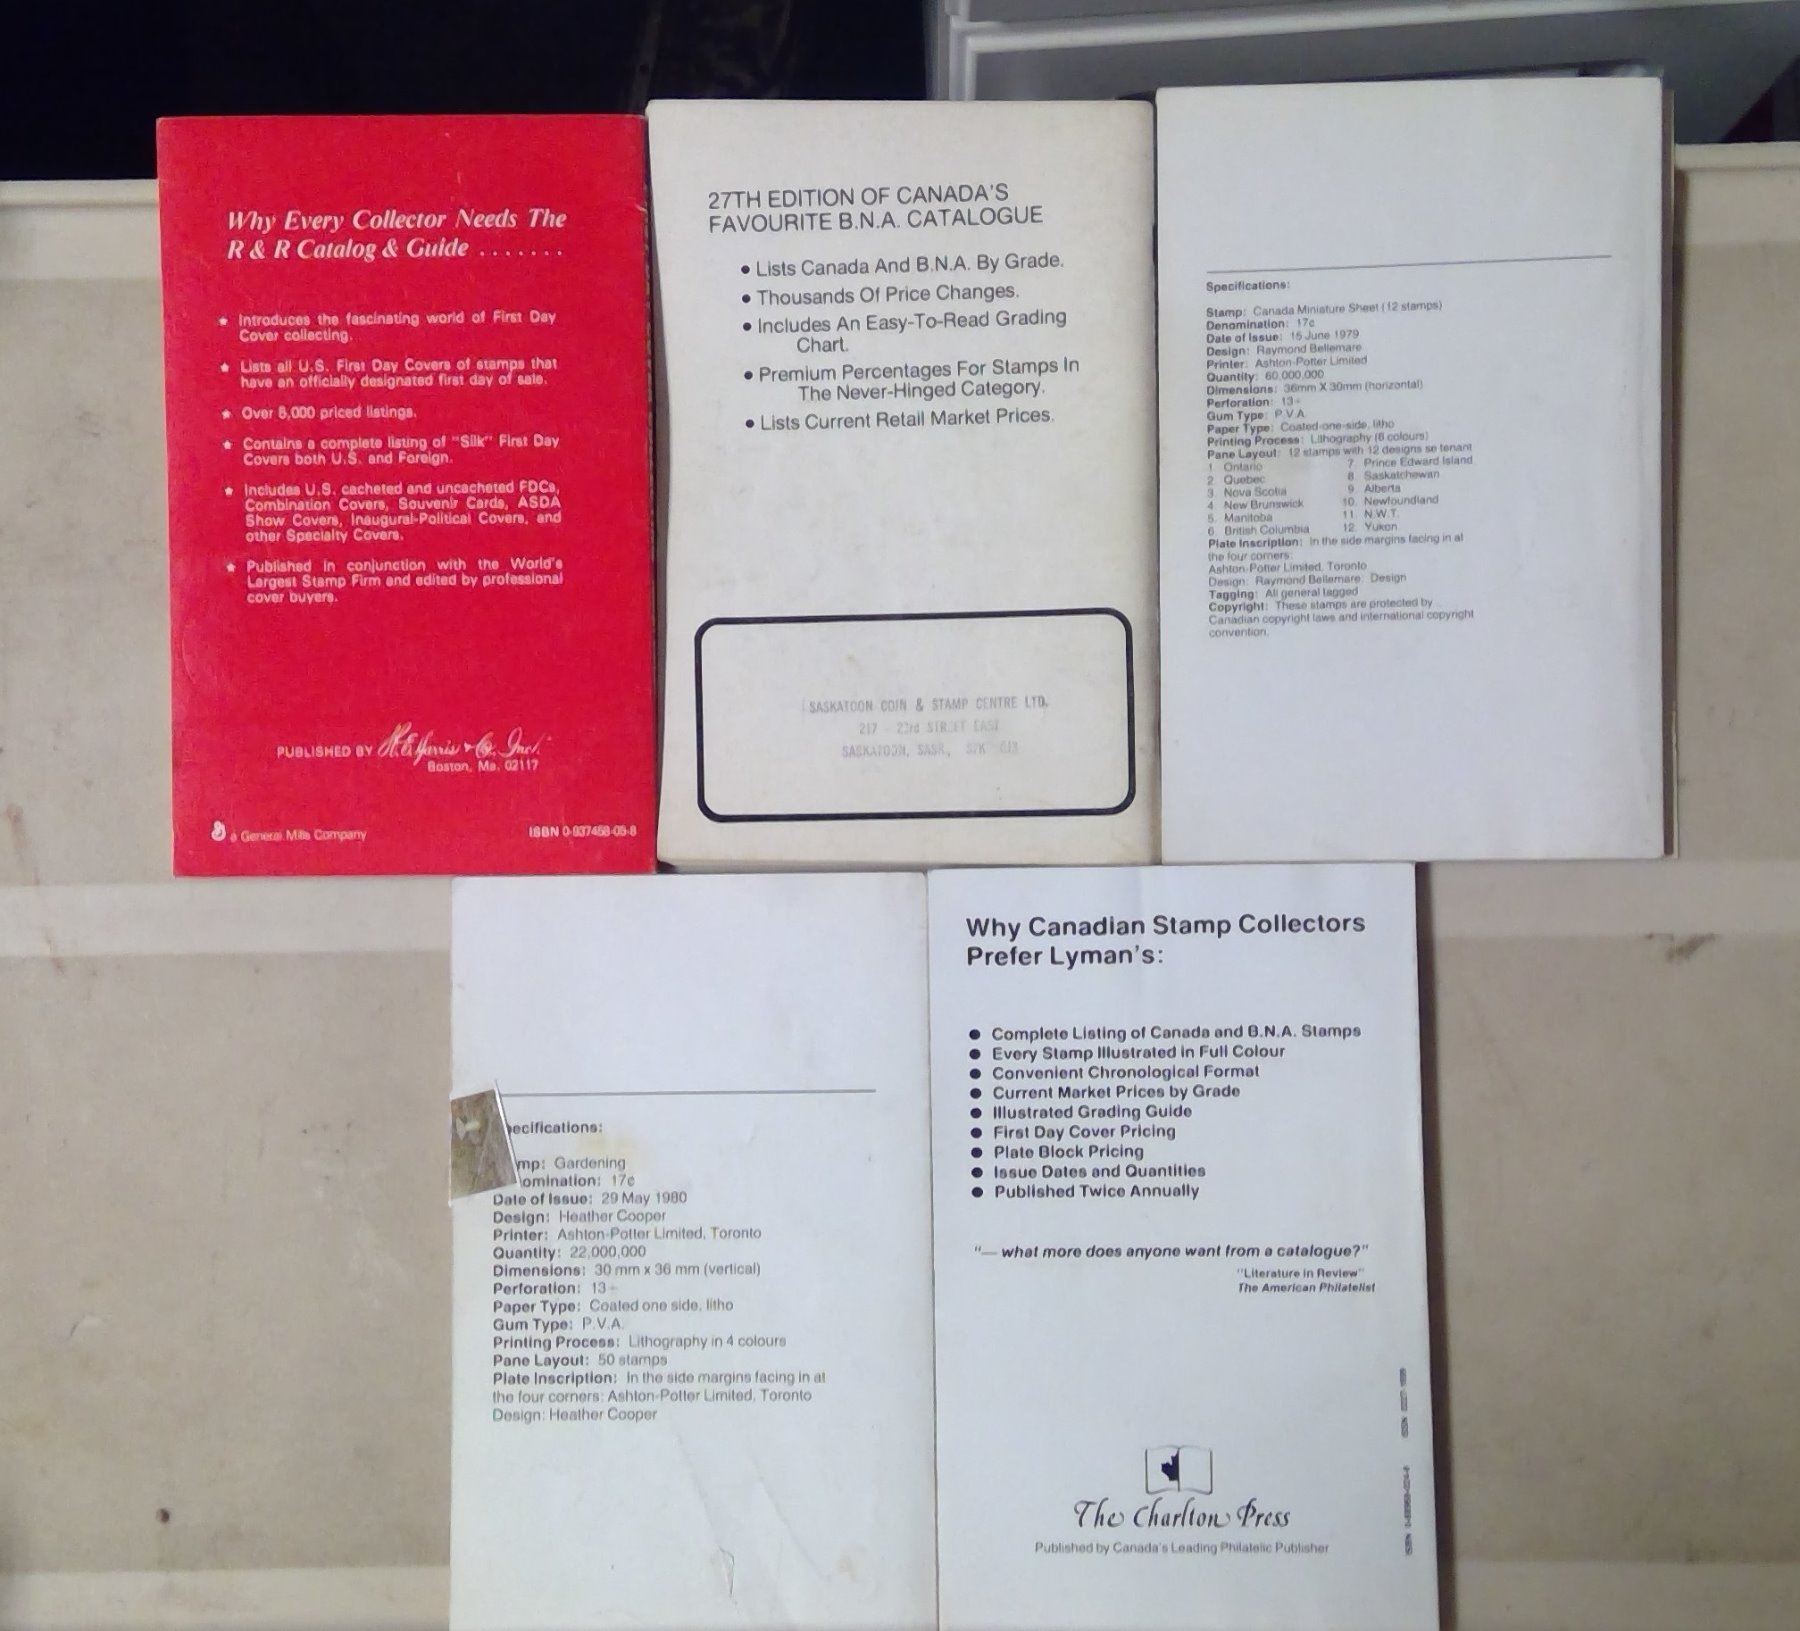 Why Every Collector Needs The
R & R Catalog & Guide .......
★ Introduces the fascinating world of First Day
Cover collecting.
★ Lists all U.S. First Day Covers of stamps that
have an officially designated first day of sale.
★ Over 8,000 priced listings.
★ Contains a complete listing of "Silk" First Day
Covers both U.S. and Foreign.
★ Includes U.S. cacheted and uncacheted FDCs,
Combination Covers, Souvenir Cards, ASDA
Show Covers, Inaugural-Political Covers, and
other Specialty Covers.
★ Published in conjunction with the World's
Largest Stamp Firm and edited by professional
cover buyers.
PUBLISHED BY H.E. Harris & Co., Inc.
Boston, Ma. 02117
a General Mills Company
ISBN 0-937458-05-8
27TH EDITION OF CANADA'S
FAVOURITE B.N.A. CATALOGUE
● Lists Canada And B.N.A. By Grade.
● Thousands Of Price Changes.
● Includes An Easy-To-Read Grading
Chart.
● Premium Percentages For Stamps In
The Never-Hinged Category.
● Lists Current Retail Market Prices.
SASKATOON COIN & STAMP CENTRE LTD.
217 - 23rd STREET EAST
SASKATOON, SASK.,
Specifications:
Stamp: Canada Miniature Sheet (12 stamps)
Denomination: 17¢
Date of Issue: 15 June 1979
Design: Raymond Bellemare
Printer: Ashton-Potter Limited
Quantity: 60,000,000
Dimensions: 36mm X 30mm (horizontal)
Perforation: 13+
Gum Type: P.V.A.
Paper Type: Coated-one-side, litho
Printing Process: Lithography (6 colours)
Pane Layout: 12 stamps with 12 designs se tenant
1 Ontario 7. Prince Edward Island
2 Quebec 8. Saskatchewan
3. Nova Scotia 9. Alberta
4 New Brunswick 10. Newfoundland
5. Manitoba 11. N.W.T.
6. British Columbia 12. Yukon
Plate Inscription: In the side margins facing in at
the four corners:
Ashton-Potter Limited, Toronto
Design: Raymond Bellemare: Design
Tagging: All general tagged
Copyright: These stamps are protected by
Canadian copyright laws and international copyright
convention.
ecifications:
mp: Gardening
omination: 17¢
Date of Issue: 29 May 1980
Design: Heather Cooper
Printer: Ashton-Potter Limited, Toronto
Quantity: 22,000,000
Dimensions: 30 mm x 36 mm (vertical)
Perforation: 13+
Paper Type: Coated one side, litho
Gum Type: P.V.A.
Printing Process: Lithography in 4 colours
Pane Layout: 50 stamps
Plate Inscription: In the side margins facing in at
the four corners: Ashton-Potter Limited, Toronto
Design: Heather Cooper
Why Canadian Stamp Collectors
Prefer Lyman's:
● Complete Listing of Canada and B.N.A. Stamps
● Every Stamp Illustrated in Full Colour
● Convenient Chronological Format
● Current Market Prices by Grade
● Illustrated Grading Guide
● First Day Cover Pricing
● Plate Block Pricing
● Issue Dates and Quantities
● Published Twice Annually
"— what more does anyone want from a catalogue?"
"Literature in Review"
The American Philatelist
The Charlton Press
Published by Canada's Leading Philatelic Publisher